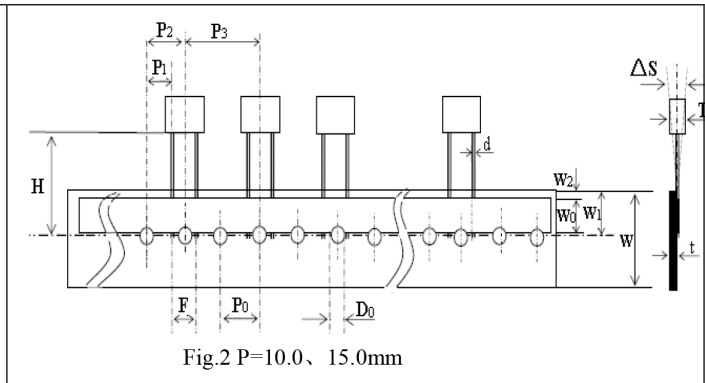 P2 P3
P1
ΔS
T
H
d
W2
W0 W1
W
t
F P0 D0
Fig.2 P=10.0、15.0mm